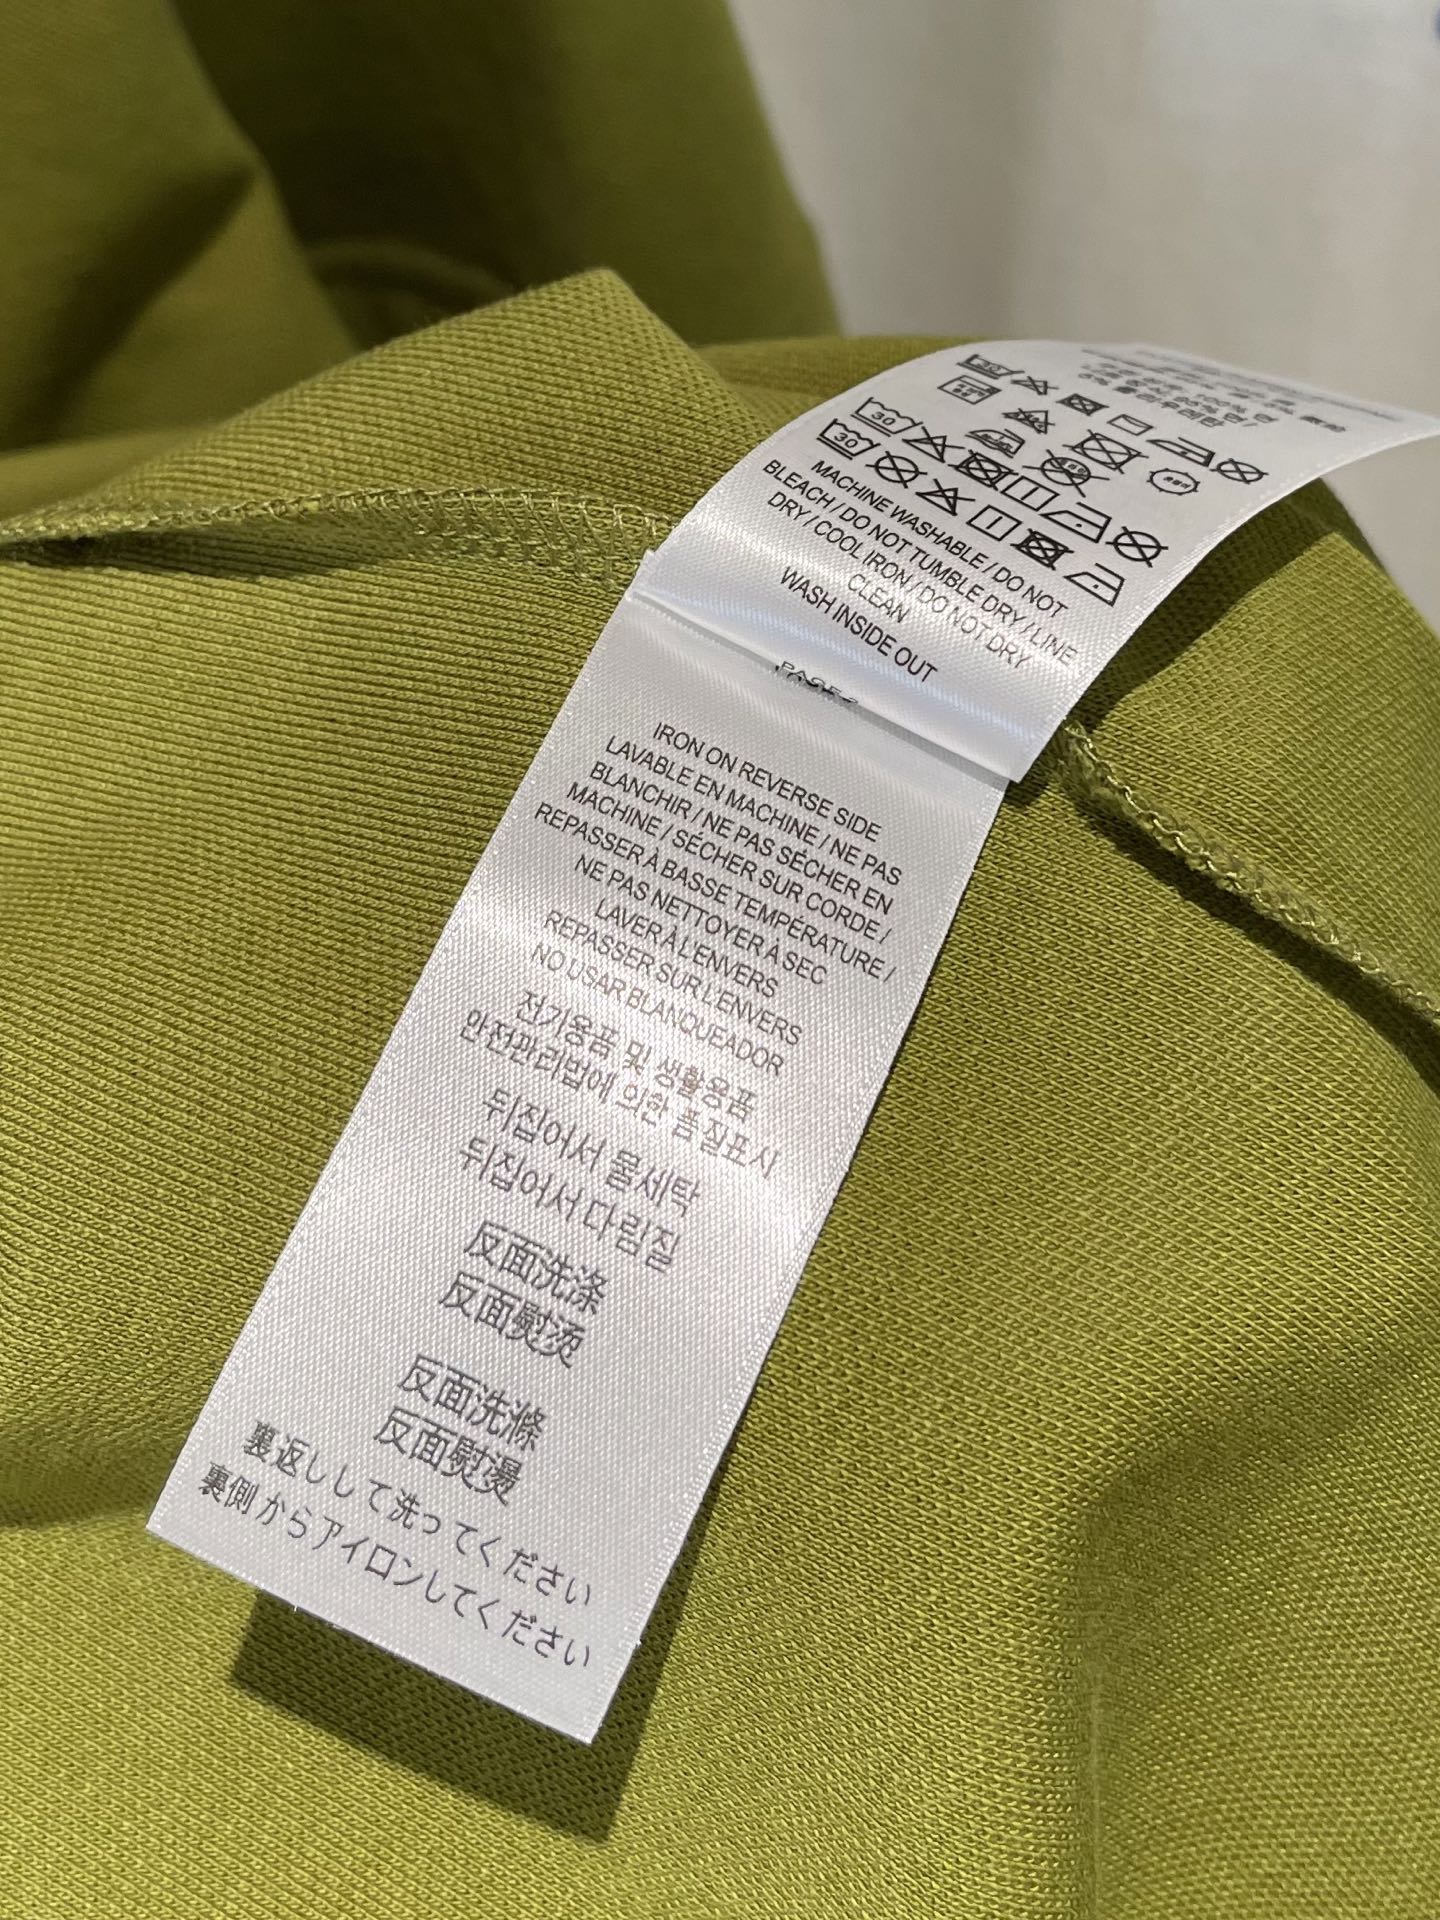 30
30
30
MACHINE WASHABLE / DO NOT
BLEACH / DO NOT TUMBLE DRY / LINE
DRY / COOL IRON / DO NOT DRY
CLEAN
WASH INSIDE OUT
IRON ON REVERSE SIDE
LAVABLE EN MACHINE / NE PAS
BLANCHIR / NE PAS SÉCHER EN
MACHINE / SÉCHER SUR CORDE /
REPASSER À BASSE TEMPÉRATURE /
NE PAS NETTOYER À SEC
LAVER À L'ENVERS
REPASSER SUR L'ENVERS
NO USAR BLANQUEADOR
전기용품 및 생활용품
안전관리법에 의한 품질표시
뒤집어서 물세탁
뒤집어서 다림질
反面洗涤
反面熨烫
反面洗滌
反面熨燙
裏返しして洗ってください
裏側からアイロンしてください